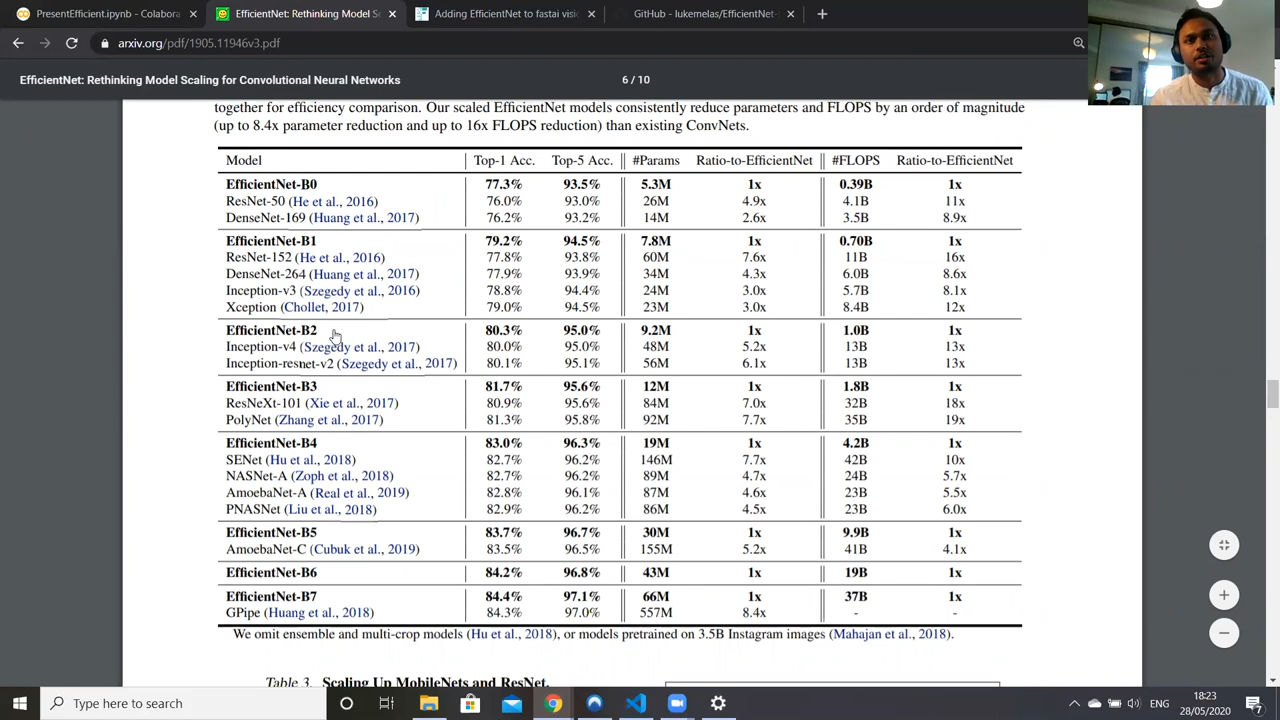 PresentEfficient.ipynb - Colabora
EfficientNet: Rethinking Model Sc
Adding EfficientNet to fastai visi
GitHub - lukemelas/EfficientNet-
arxiv.org/pdf/1905.11946v3.pdf
EfficientNet: Rethinking Model Scaling for Convolutional Neural Networks 6 / 10
together for efficiency comparison. Our scaled EfficientNet models consistently reduce parameters and FLOPS by an order of magnitude
(up to 8.4x parameter reduction and up to 16x FLOPS reduction) than existing ConvNets.
Model Top-1 Acc. Top-5 Acc. #Params Ratio-to-EfficientNet #FLOPS Ratio-to-EfficientNet
EfficientNet-B0 77.3% 93.5% 5.3M 1x 0.39B 1x
ResNet-50 (He et al., 2016) 76.0% 93.0% 26M 4.9x 4.1B 11x
DenseNet-169 (Huang et al., 2017) 76.2% 93.2% 14M 2.6x 3.5B 8.9x
EfficientNet-B1 79.2% 94.5% 7.8M 1x 0.70B 1x
ResNet-152 (He et al., 2016) 77.8% 93.8% 60M 7.6x 11B 16x
DenseNet-264 (Huang et al., 2017) 77.9% 93.9% 34M 4.3x 6.0B 8.6x
Inception-v3 (Szegedy et al., 2016) 78.8% 94.4% 24M 3.0x 5.7B 8.1x
Xception (Chollet, 2017) 79.0% 94.5% 23M 3.0x 8.4B 12x
EfficientNet-B2 80.3% 95.0% 9.2M 1x 1.0B 1x
Inception-v4 (Szegedy et al., 2017) 80.0% 95.0% 48M 5.2x 13B 13x
Inception-resnet-v2 (Szegedy et al., 2017) 80.1% 95.1% 56M 6.1x 13B 13x
EfficientNet-B3 81.7% 95.6% 12M 1x 1.8B 1x
ResNeXt-101 (Xie et al., 2017) 80.9% 95.6% 84M 7.0x 32B 18x
PolyNet (Zhang et al., 2017) 81.3% 95.8% 92M 7.7x 35B 19x
EfficientNet-B4 83.0% 96.3% 19M 1x 4.2B 1x
SENet (Hu et al., 2018) 82.7% 96.2% 146M 7.7x 42B 10x
NASNet-A (Zoph et al., 2018) 82.7% 96.2% 89M 4.7x 24B 5.7x
AmoebaNet-A (Real et al., 2019) 82.8% 96.1% 87M 4.6x 23B 5.5x
PNASNet (Liu et al., 2018) 82.9% 96.2% 86M 4.5x 23B 6.0x
EfficientNet-B5 83.7% 96.7% 30M 1x 9.9B 1x
AmoebaNet-C (Cubuk et al., 2019) 83.5% 96.5% 155M 5.2x 41B 4.1x
EfficientNet-B6 84.2% 96.8% 43M 1x 19B 1x
EfficientNet-B7 84.4% 97.1% 66M 1x 37B 1x
GPipe (Huang et al., 2018) 84.3% 97.0% 557M 8.4x - -
We omit ensemble and multi-crop models (Hu et al., 2018), or models pretrained on 3.5B Instagram images (Mahajan et al., 2018).
Table 3. Scaling Up MobileNets and ResNet.
Type here to search
ENG
18:23
28/05/2020
7